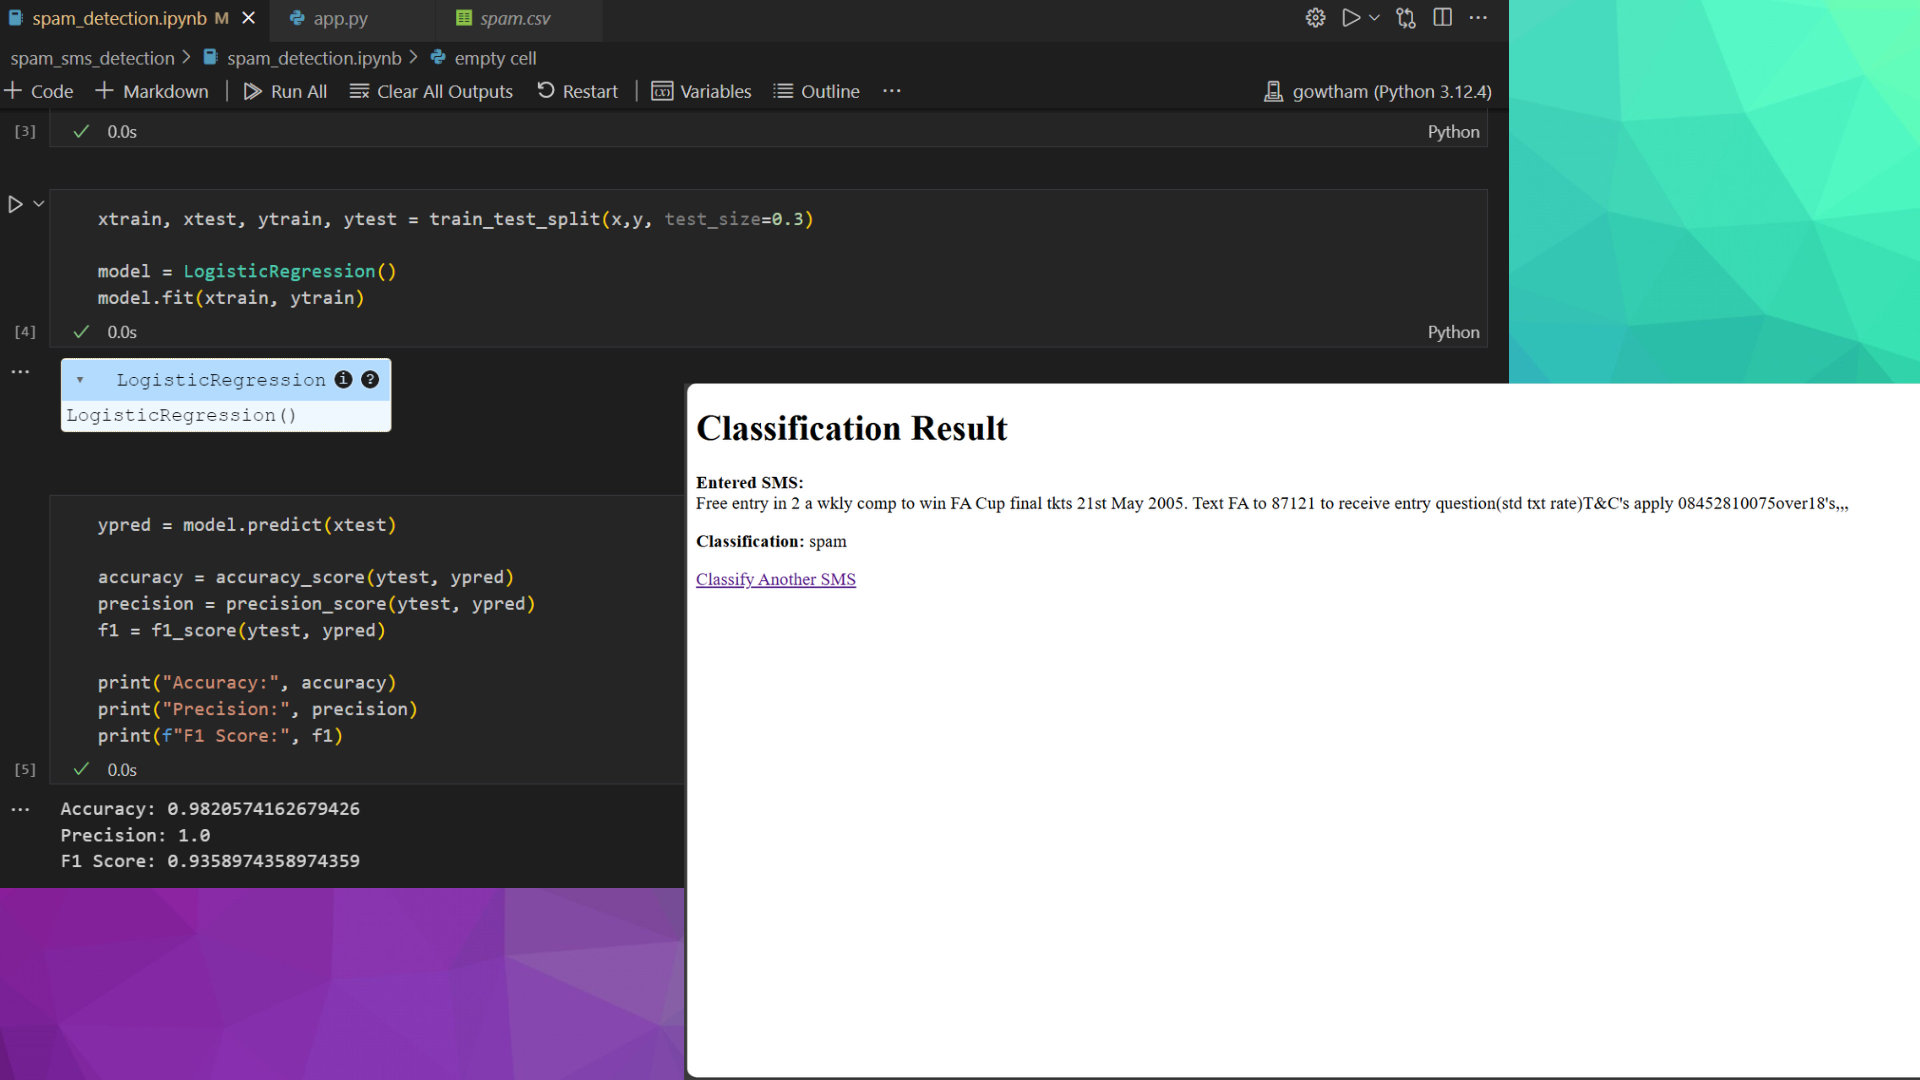 spam_detection.ipynb M
app.py
spam.csv
spam_sms_detection > spam_detection.ipynb > empty cell
+ Code + Markdown | Run All Clear All Outputs Restart | Variables Outline ...
gowtham (Python 3.12.4)
[3] ✓ 0.0s Python
xtrain, xtest, ytrain, ytest = train_test_split(x,y, test_size=0.3)
model = LogisticRegression()
model.fit(xtrain, ytrain)
[4] ✓ 0.0s Python
LogisticRegression i ?
LogisticRegression()
ypred = model.predict(xtest)
accuracy = accuracy_score(ytest, ypred)
precision = precision_score(ytest, ypred)
f1 = f1_score(ytest, ypred)
print("Accuracy:", accuracy)
print("Precision:", precision)
print(f"F1 Score:", f1)
[5] ✓ 0.0s
Accuracy: 0.9820574162679426
Precision: 1.0
F1 Score: 0.9358974358974359
Classification Result
Entered SMS:
Free entry in 2 a wkly comp to win FA Cup final tkts 21st May 2005. Text FA to 87121 to receive entry question(std txt rate)T&C's apply 08452810075over18's,,,
Classification: spam
Classify Another SMS